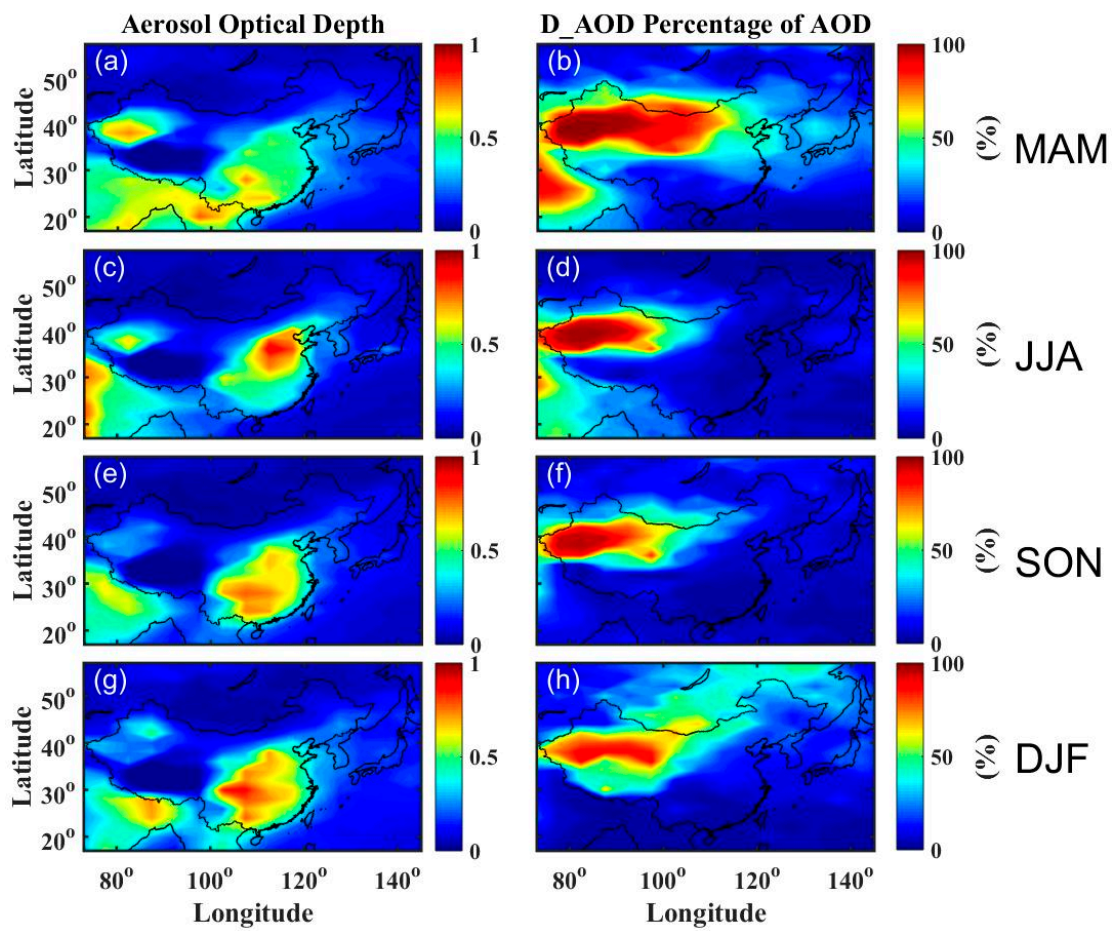 Aerosol Optical Depth
D_AOD Percentage of AOD
(a)
50°
40°
30°
20°
Latitude
1
0.5
0
(b)
100
50
0
(%)
MAM
(c)
50°
40°
30°
20°
Latitude
1
0.5
0
(d)
100
50
0
(%)
JJA
(e)
50°
40°
30°
20°
Latitude
1
0.5
0
(f)
100
50
0
(%)
SON
(g)
50°
40°
30°
20°
Latitude
1
0.5
0
(h)
100
50
0
(%)
DJF
80° 100° 120° 140°
Longitude
80° 100° 120° 140°
Longitude